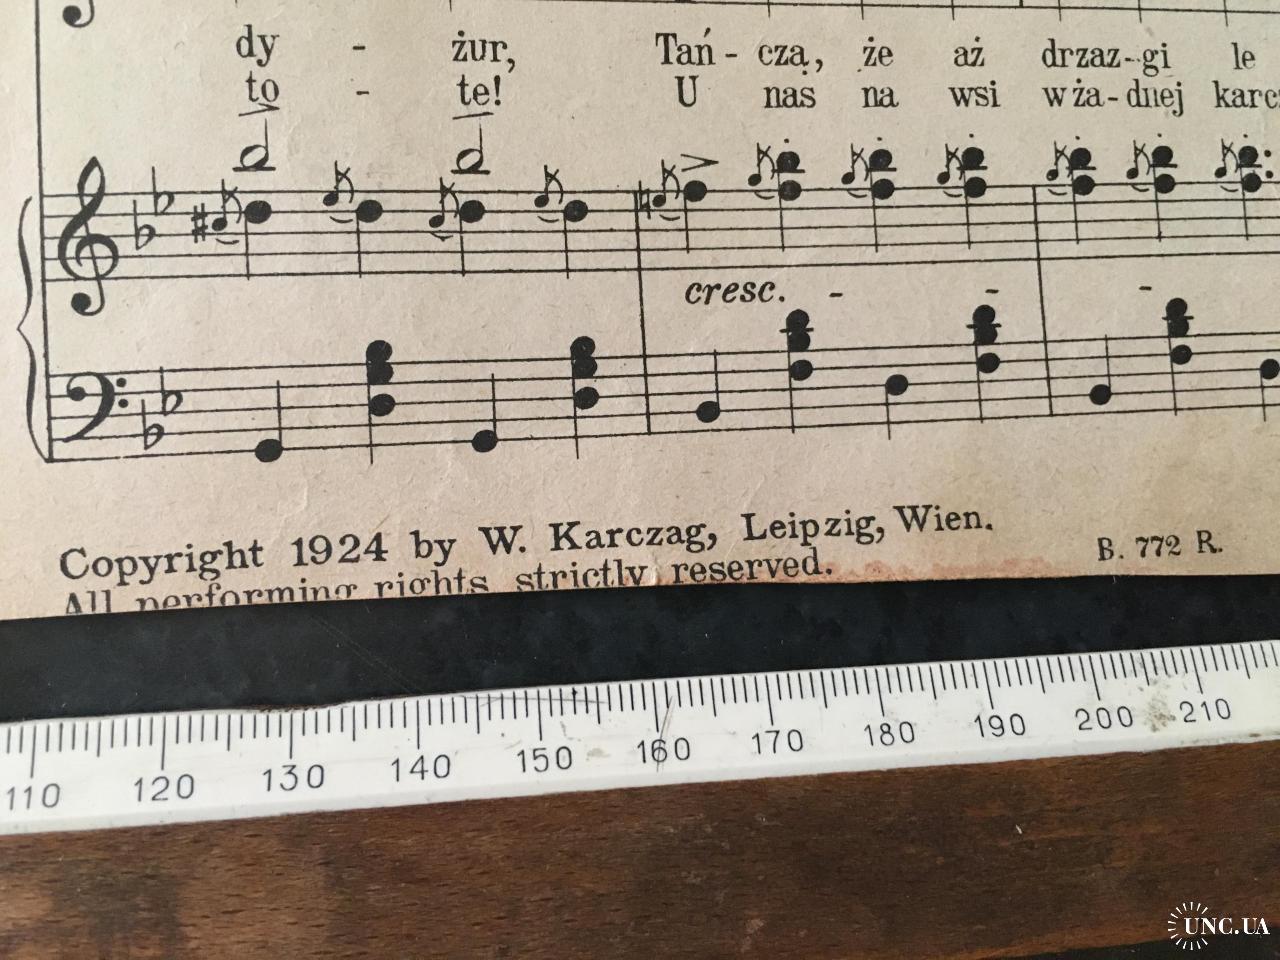 dy - żur, Tań - czą, że aż drzaz - gi le
to - te! U nas na wsi w ża - dnej karcz
cresc. - - -
Copyright 1924 by W. Karczag, Leipzig, Wien.
B. 772 R.
All performing rights strictly reserved.
110 120 130 140 150 160 170 180 190 200 210
UNC.UA